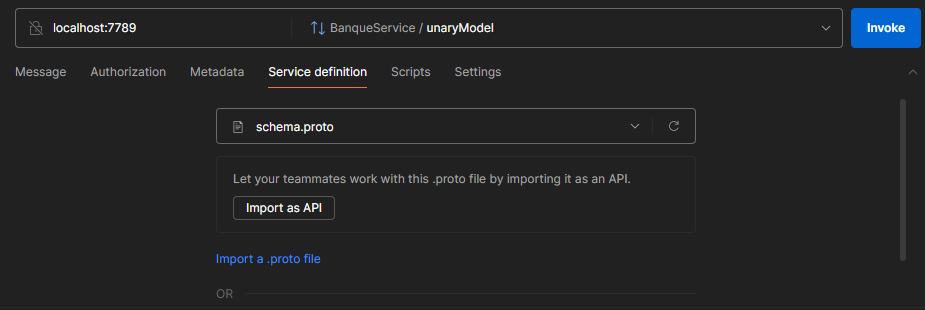 localhost:7789 BanqueService / unaryModel Invoke
Message Authorization Metadata Service definition Scripts Settings
schema.proto
Let your teammates work with this .proto file by importing it as an API.
Import as API
Import a .proto file
OR